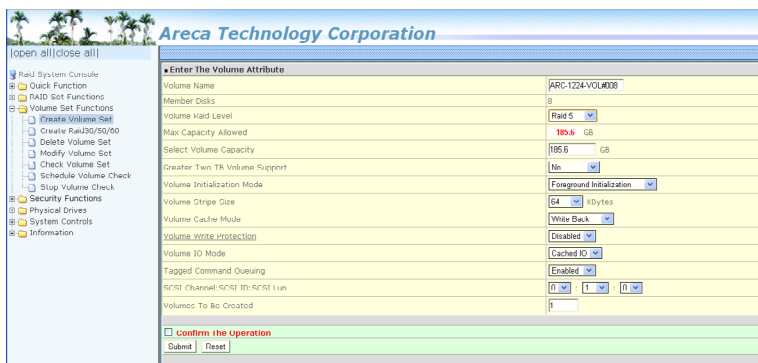 Areca Technology Corporation
|open all|close all|
Raid System Console
Quick Function
RAID Set Functions
Volume Set Functions
Create Volume Set
Create Raid30/50/60
Delete Volume Set
Modify Volume Set
Check Volume Set
Schedule Volume Check
Stop Volume Check
Security Functions
Physical Drives
System Controls
Information
Enter The Volume Attribute
Volume Name ARC-1224-VOL#008
Member Disks 8
Volume Raid Level Raid 5
Max Capacity Allowed 185.6 GB
Select Volume Capacity 185.6 GB
Greater Two TB Volume Support No
Volume Initialization Mode Foreground Initialization
Volume Stripe Size 64 KBytes
Volume Cache Mode Write Back
Volume Write Protection Disabled
Volume IO Mode Cached IO
Tagged Command Queuing Enabled
SCSI Channel:SCSI ID:SCSI Lun 0 : 1 : 0
Volumes To Be Created 1
Confirm The Operation
Submit Reset